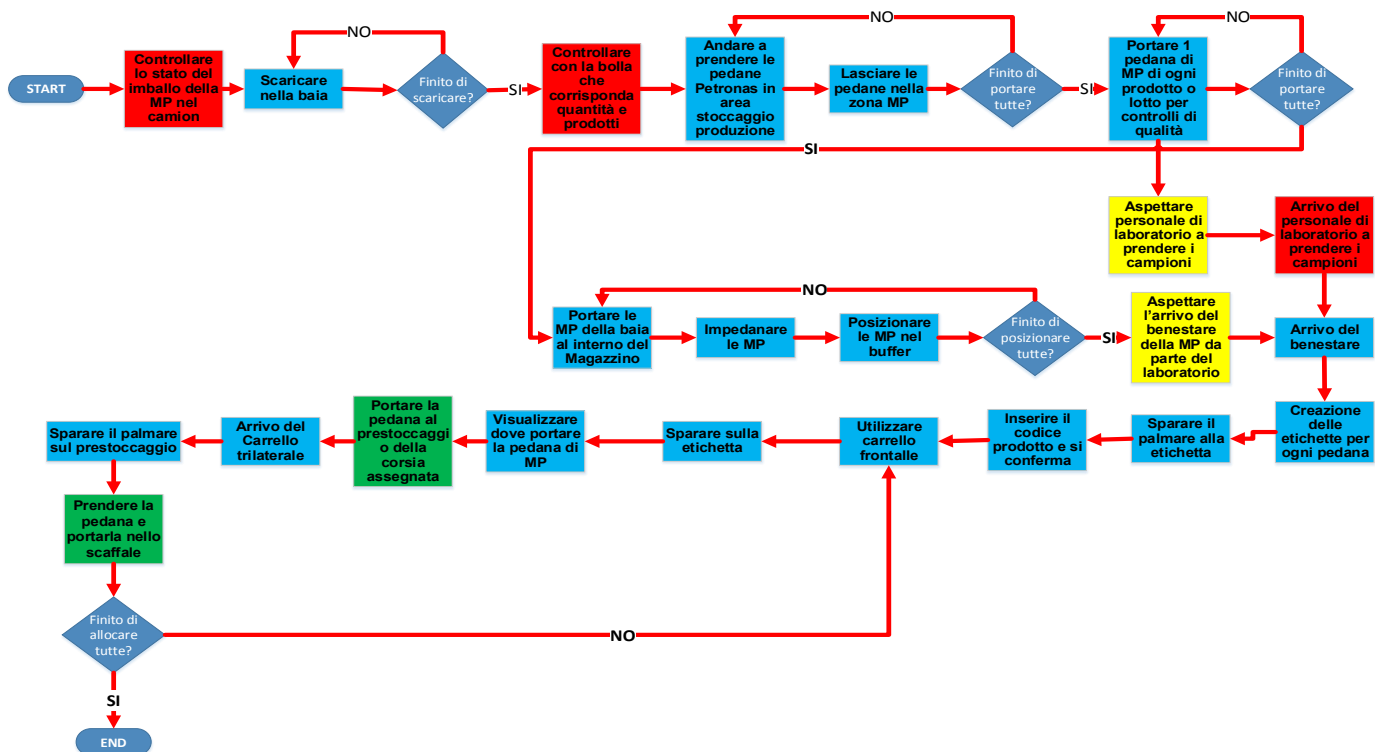 START
Controllare
lo stato del
imballo della
MP nel
camion
Scaricare
nella baia
NO
Finito di
scaricare?
SI
Controllare
con la bolla
che
corrisponda
quantità e
prodotti
Andare a
prendere le
pedane
Petronas in
area
stoccaggio
produzione
Lasciare le
pedane nella
zona MP
NO
Finito di
portare
tutte?
SI
Portare 1
pedana di
MP di ogni
prodotto o
lotto per
controlli di
qualità
NO
Finito di
portare
tutte?
SI
Aspettare
personale di
laboratorio a
prendere i
campioni
Arrivo del
personale di
laboratorio a
prendere i
campioni
Portare le
MP della baia
al interno del
Magazzino
Impedanare
le MP
Posizionare
le MP nel
buffer
NO
Finito di
posizionare
tutte?
SI
Aspettare
l’arrivo del
benestare
della MP da
parte del
laboratorio
Arrivo del
benestare
Creazione
delle
etichette per
ogni pedana
Sparare il
palmare alla
etichetta
Inserire il
codice
prodotto e si
conferma
Utilizzare
carrello
frontalle
Sparare sulla
etichetta
Visualizzare
dove portare
la pedana di
MP
Portare la
pedana al
prestoccaggi
o della
corsia
assegnata
Arrivo del
Carrello
trilaterale
Sparare il palmare
sul prestoccaggio
Prendere la
pedana e
portarla nello
scaffale
Finito di
allocare
tutte?
NO
SI
END